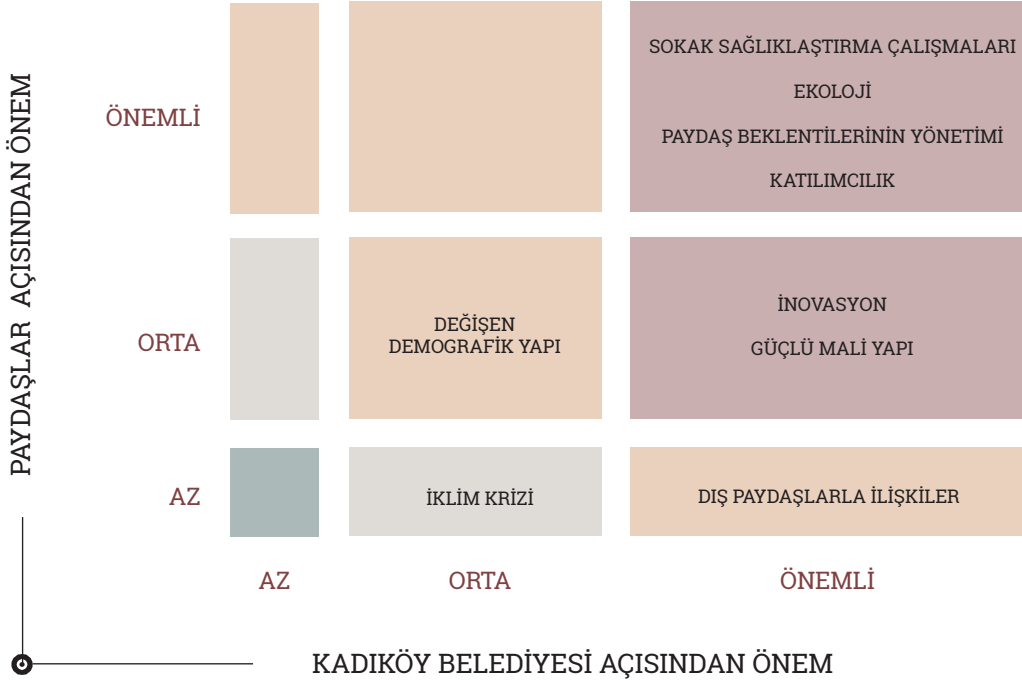 PAYDAŞLAR AÇISINDAN ÖNEM
ÖNEMLİ
SOKAK SAĞLIKLAŞTIRMA ÇALIŞMALARI
EKOLOJİ
PAYDAŞ BEKLENTİLERİNİN YÖNETİMİ
KATILIMCILIK
ORTA
DEĞİŞEN
DEMOGRAFİK YAPI
İNOVASYON
GÜÇLÜ MALİ YAPI
AZ
İKLİM KRİZİ
DIŞ PAYDAŞLARLA İLİŞKİLER
AZ
ORTA
ÖNEMLİ
KADIKÖY BELEDİYESİ AÇISINDAN ÖNEM